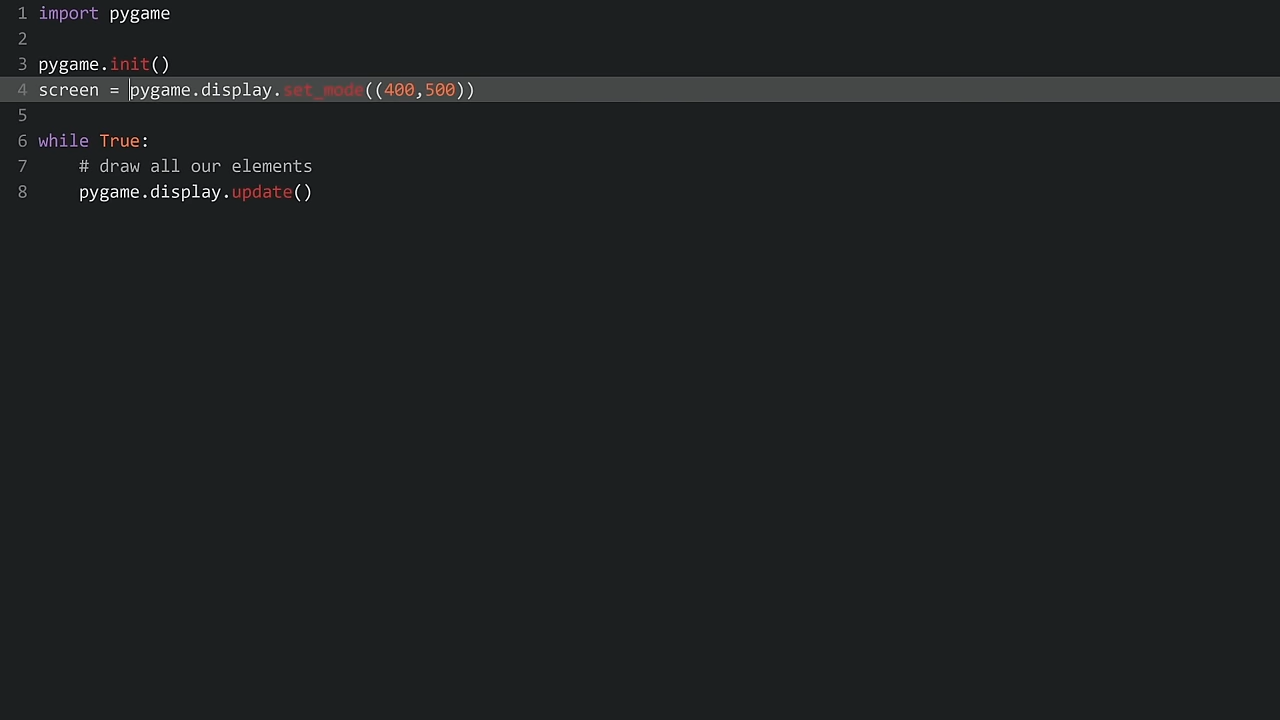 1 import pygame
2
3 pygame.init()
4 screen = pygame.display.set_mode((400,500))
5
6 while True:
7     # draw all our elements
8     pygame.display.update()